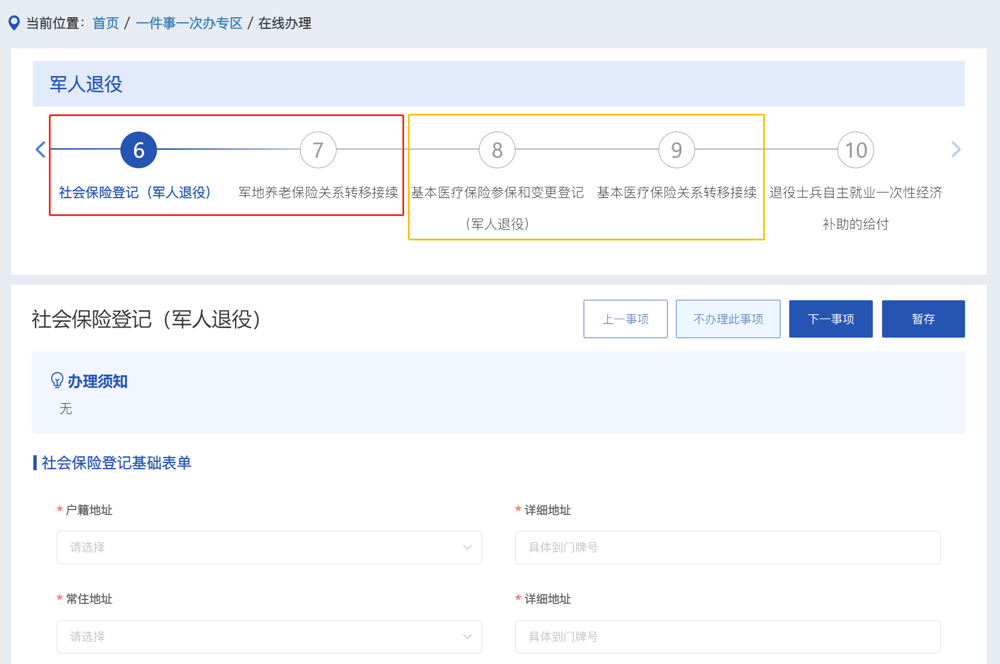 当前位置：首页 / 一件事一次办专区 / 在线办理
军人退役
6 7 8 9 10
社会保险登记（军人退役） 军地养老保险关系转移接续 基本医疗保险参保和变更登记 基本医疗保险关系转移接续 退役士兵自主就业一次性经济
（军人退役） 补助的给付
社会保险登记（军人退役） 上一事项 不办理此事项 下一事项 暂存
办理须知
无
社会保险登记基础表单
* 户籍地址 * 详细地址
请选择 具体到门牌号
* 常住地址 * 详细地址
请选择 具体到门牌号